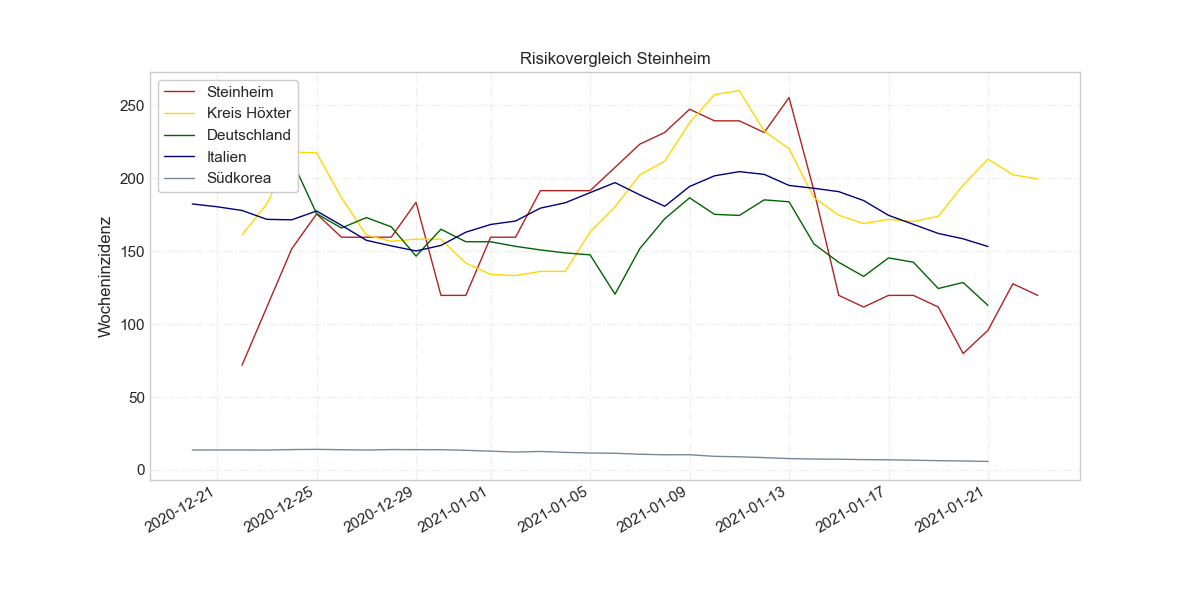 Risikovergleich Steinheim
Steinheim
Kreis Höxter
Deutschland
Italien
Südkorea
Wocheninzidenz
250
200
150
100
50
0
2020-12-21
2020-12-25
2020-12-29
2021-01-01
2021-01-05
2021-01-09
2021-01-13
2021-01-17
2021-01-21